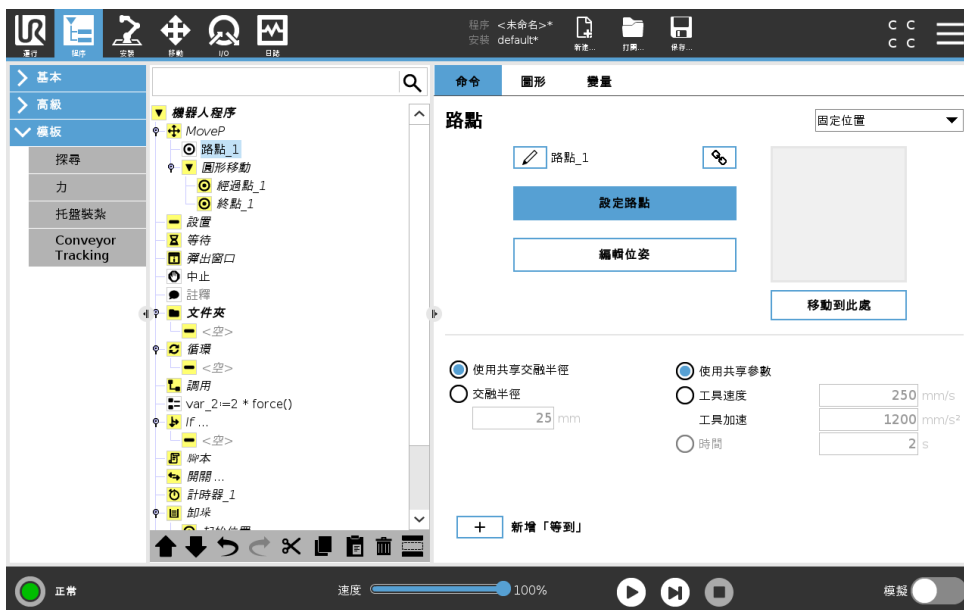 UR
運行
程序
安裝
移動
I/O
日誌
程序 <未命名>*
安裝 default*
新建...
打開...
保存...
C C
C C
基本
高級
模板
探尋
力
托盤裝紮
Conveyor
Tracking
機器人程序
MoveP
路點_1
圓形移動
經過點_1
終點_1
設置
等待
彈出窗口
中止
註釋
文件夾
<空>
循環
<空>
調用
var_2:=2 * force()
If ...
<空>
腳本
開關 ...
計時器_1
卸垛
起始位置
命令
圖形
變量
路點
固定位置
路點_1
設定路點
編輯位姿
移動到此處
使用共享交融半徑
交融半徑
25 mm
使用共享參數
工具速度
250 mm/s
工具加速
1200 mm/s²
時間
2 s
+ 新增「等到」
正常
速度
100%
模擬